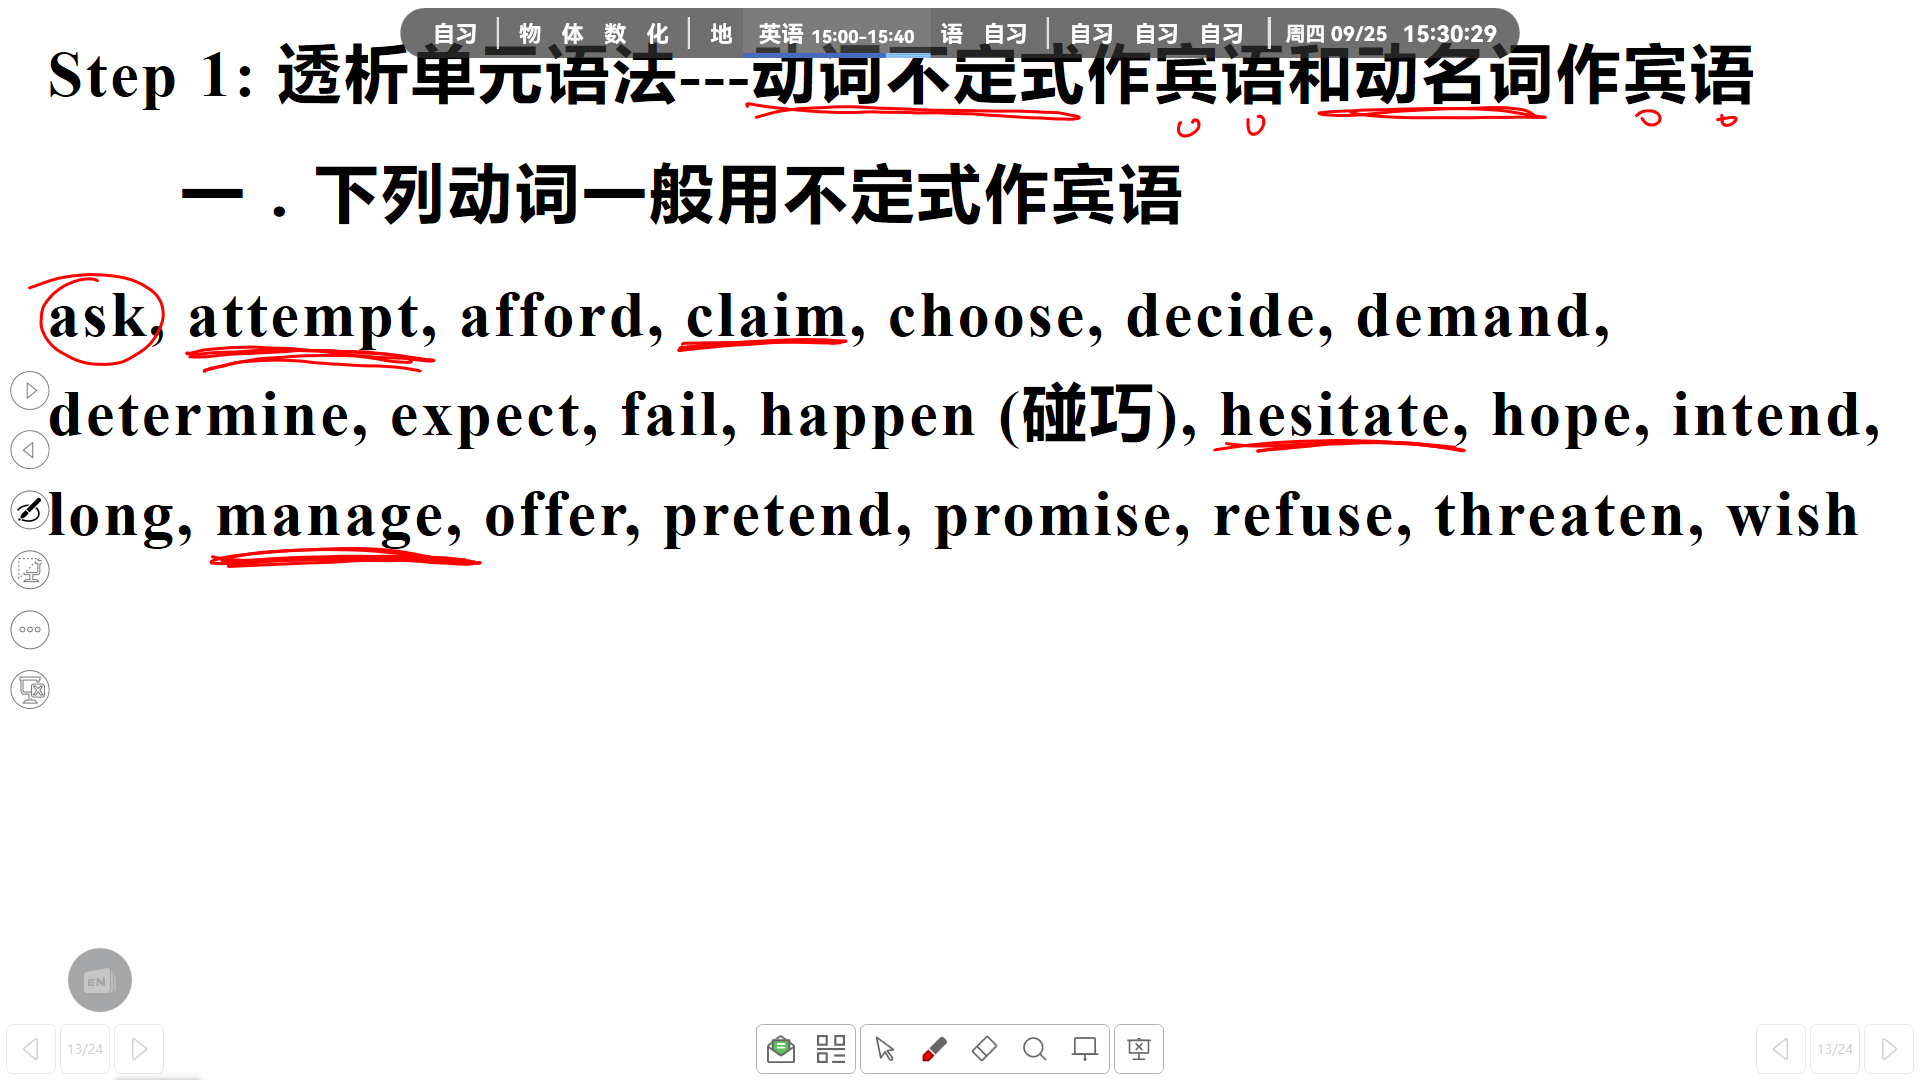 自习 物 体 数 化 地 英语 15:00-15:40 语 自习 自习 自习 自习 周四 09/25 15:30:29
Step 1: 透析单元语法---动词不定式作宾语和动名词作宾语
一．下列动词一般用不定式作宾语
ask, attempt, afford, claim, choose, decide, demand,
determine, expect, fail, happen (碰巧), hesitate, hope, intend,
long, manage, offer, pretend, promise, refuse, threaten, wish
EN
13/24 13/24